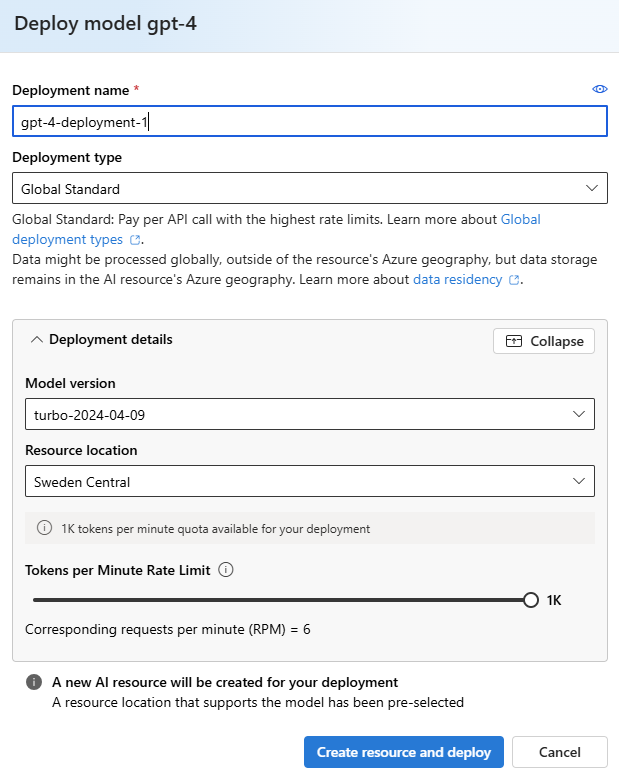 Deploy model gpt-4
Deployment name *
gpt-4-deployment-1
Deployment type
Global Standard
Global Standard: Pay per API call with the highest rate limits. Learn more about Global
deployment types .
Data might be processed globally, outside of the resource's Azure geography, but data storage
remains in the AI resource's Azure geography. Learn more about data residency .
Deployment details
Collapse
Model version
turbo-2024-04-09
Resource location
Sweden Central
1K tokens per minute quota available for your deployment
Tokens per Minute Rate Limit
1K
Corresponding requests per minute (RPM) = 6
A new AI resource will be created for your deployment
A resource location that supports the model has been pre-selected
Create resource and deploy
Cancel